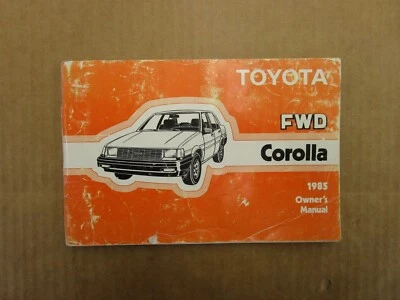 TOYOTA
FWD
Corolla
1985
Owner's
Manual